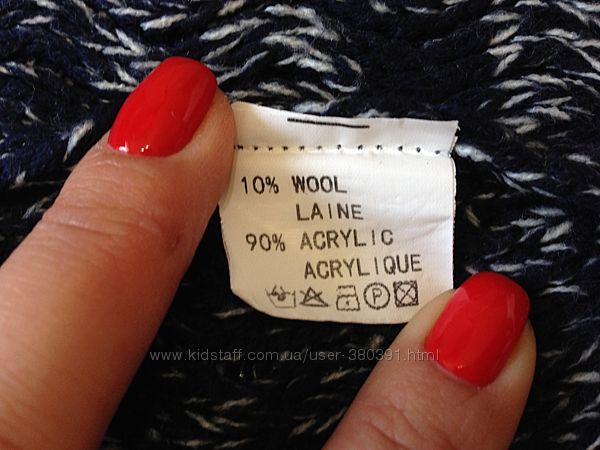 10% WOOL
LAINE
90% ACRYLIC
ACRYLIQUE
P
www.kidstaff.com.ua/user-380391.html